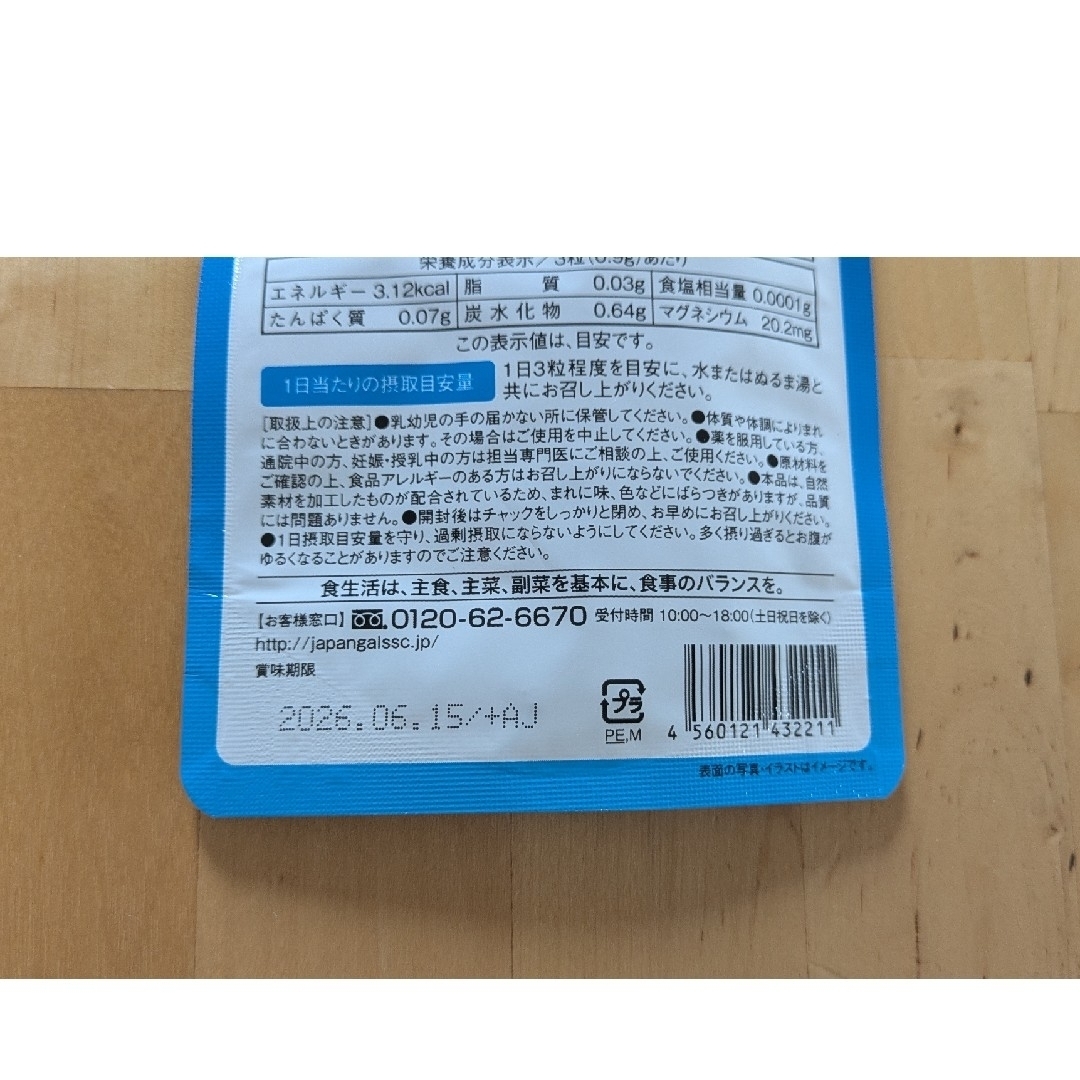 栄養成分表示/3粒(0.9g)あたり
エネルギー 3.12kcal 脂質 0.03g 食塩相当量 0.0001g
たんぱく質 0.07g 炭水化物 0.64g マグネシウム 20.2mg
この表示値は、目安です。
1日当たりの摂取目安量 1日3粒程度を目安に、水またはぬるま湯と
共にお召し上がりください。
[取扱上の注意]●乳幼児の手の届かない所に保管してください。●体質や体調によりまれ
に合わないときがあります。その場合はご使用を中止してください。●薬を服用している方、
通院中の方、妊娠・授乳中の方は担当専門医にご相談の上、ご使用ください。●原材料を
ご確認の上、食品アレルギーのある方はお召し上がりにならないでください。●本品は、自然
素材を加工したものが配合されているため、まれに味、色などにばらつきがありますが、品質
には問題ありません。●開封後はチャックをしっかりと閉め、お早めにお召し上がりください。
●1日摂取目安量を守り、過剰摂取にならないようにしてください。多く摂り過ぎるとお腹が
ゆるくなることがありますのでご注意ください。
食生活は、主食、主菜、副菜を基本に、食事のバランスを。
【お客様窓口】0120-62-6670 受付時間 10:00〜18:00(土日祝日を除く)
http://japangalssc.jp/
賞味期限
2026.06.15/+AJ
プラ
PE,M
4 560121 432211
表面の写真・イラストはイメージです。